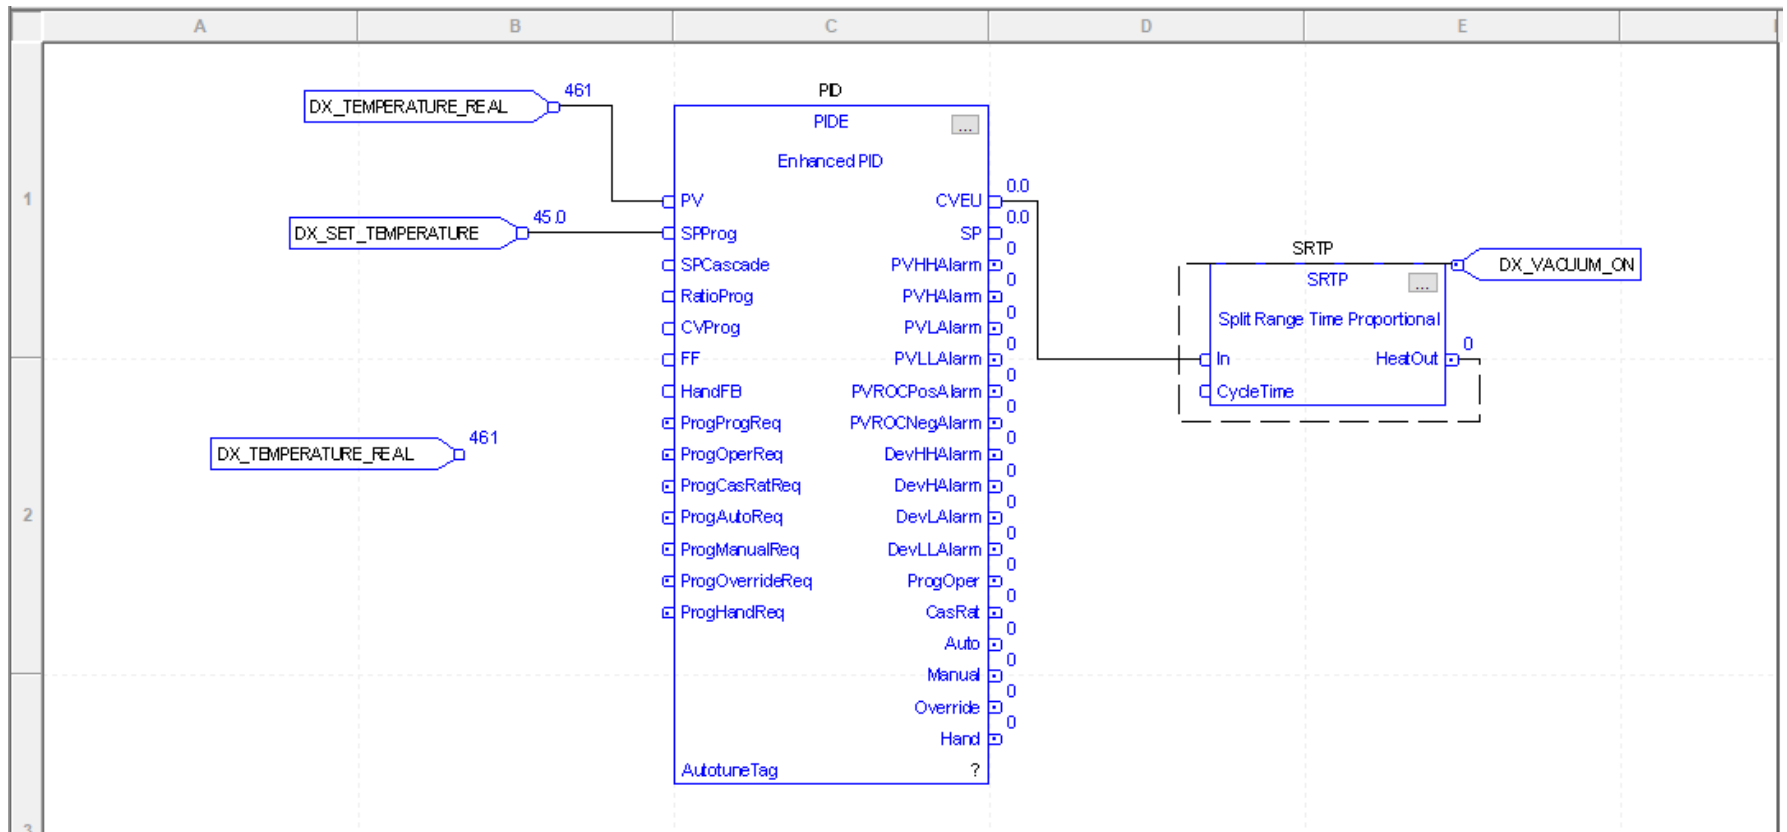 A B C D E
1
2
3
DX_TEMPERATURE_REAL 461
DX_SET_TEMPERATURE 45.0
DX_TEMPERATURE_REAL 461
PID
PIDE ...
Enhanced PID
PV CVEU 0.0
SPProg SP 0.0
SPCascade PVHHAlarm 0
RatioProg PVHAlarm 0
CVProg PVLAlarm 0
FF PVLLAlarm 0
HandFB PVROCPosAlarm 0
ProgProgReq PVROCNegAlarm 0
ProgOperReq DevHHAlarm 0
ProgCasRatReq DevHAlarm 0
ProgAutoReq DevLAlarm 0
ProgManualReq DevLLAlarm 0
ProgOverrideReq ProgOper 0
ProgHandReq CasRat 0
Auto 0
Manual 0
Override 0
Hand 0
AutotuneTag ?
SRTP
SRTP ...
Split Range Time Proportional
In HeatOut 0
CycleTime
DX_VACUUM_ON